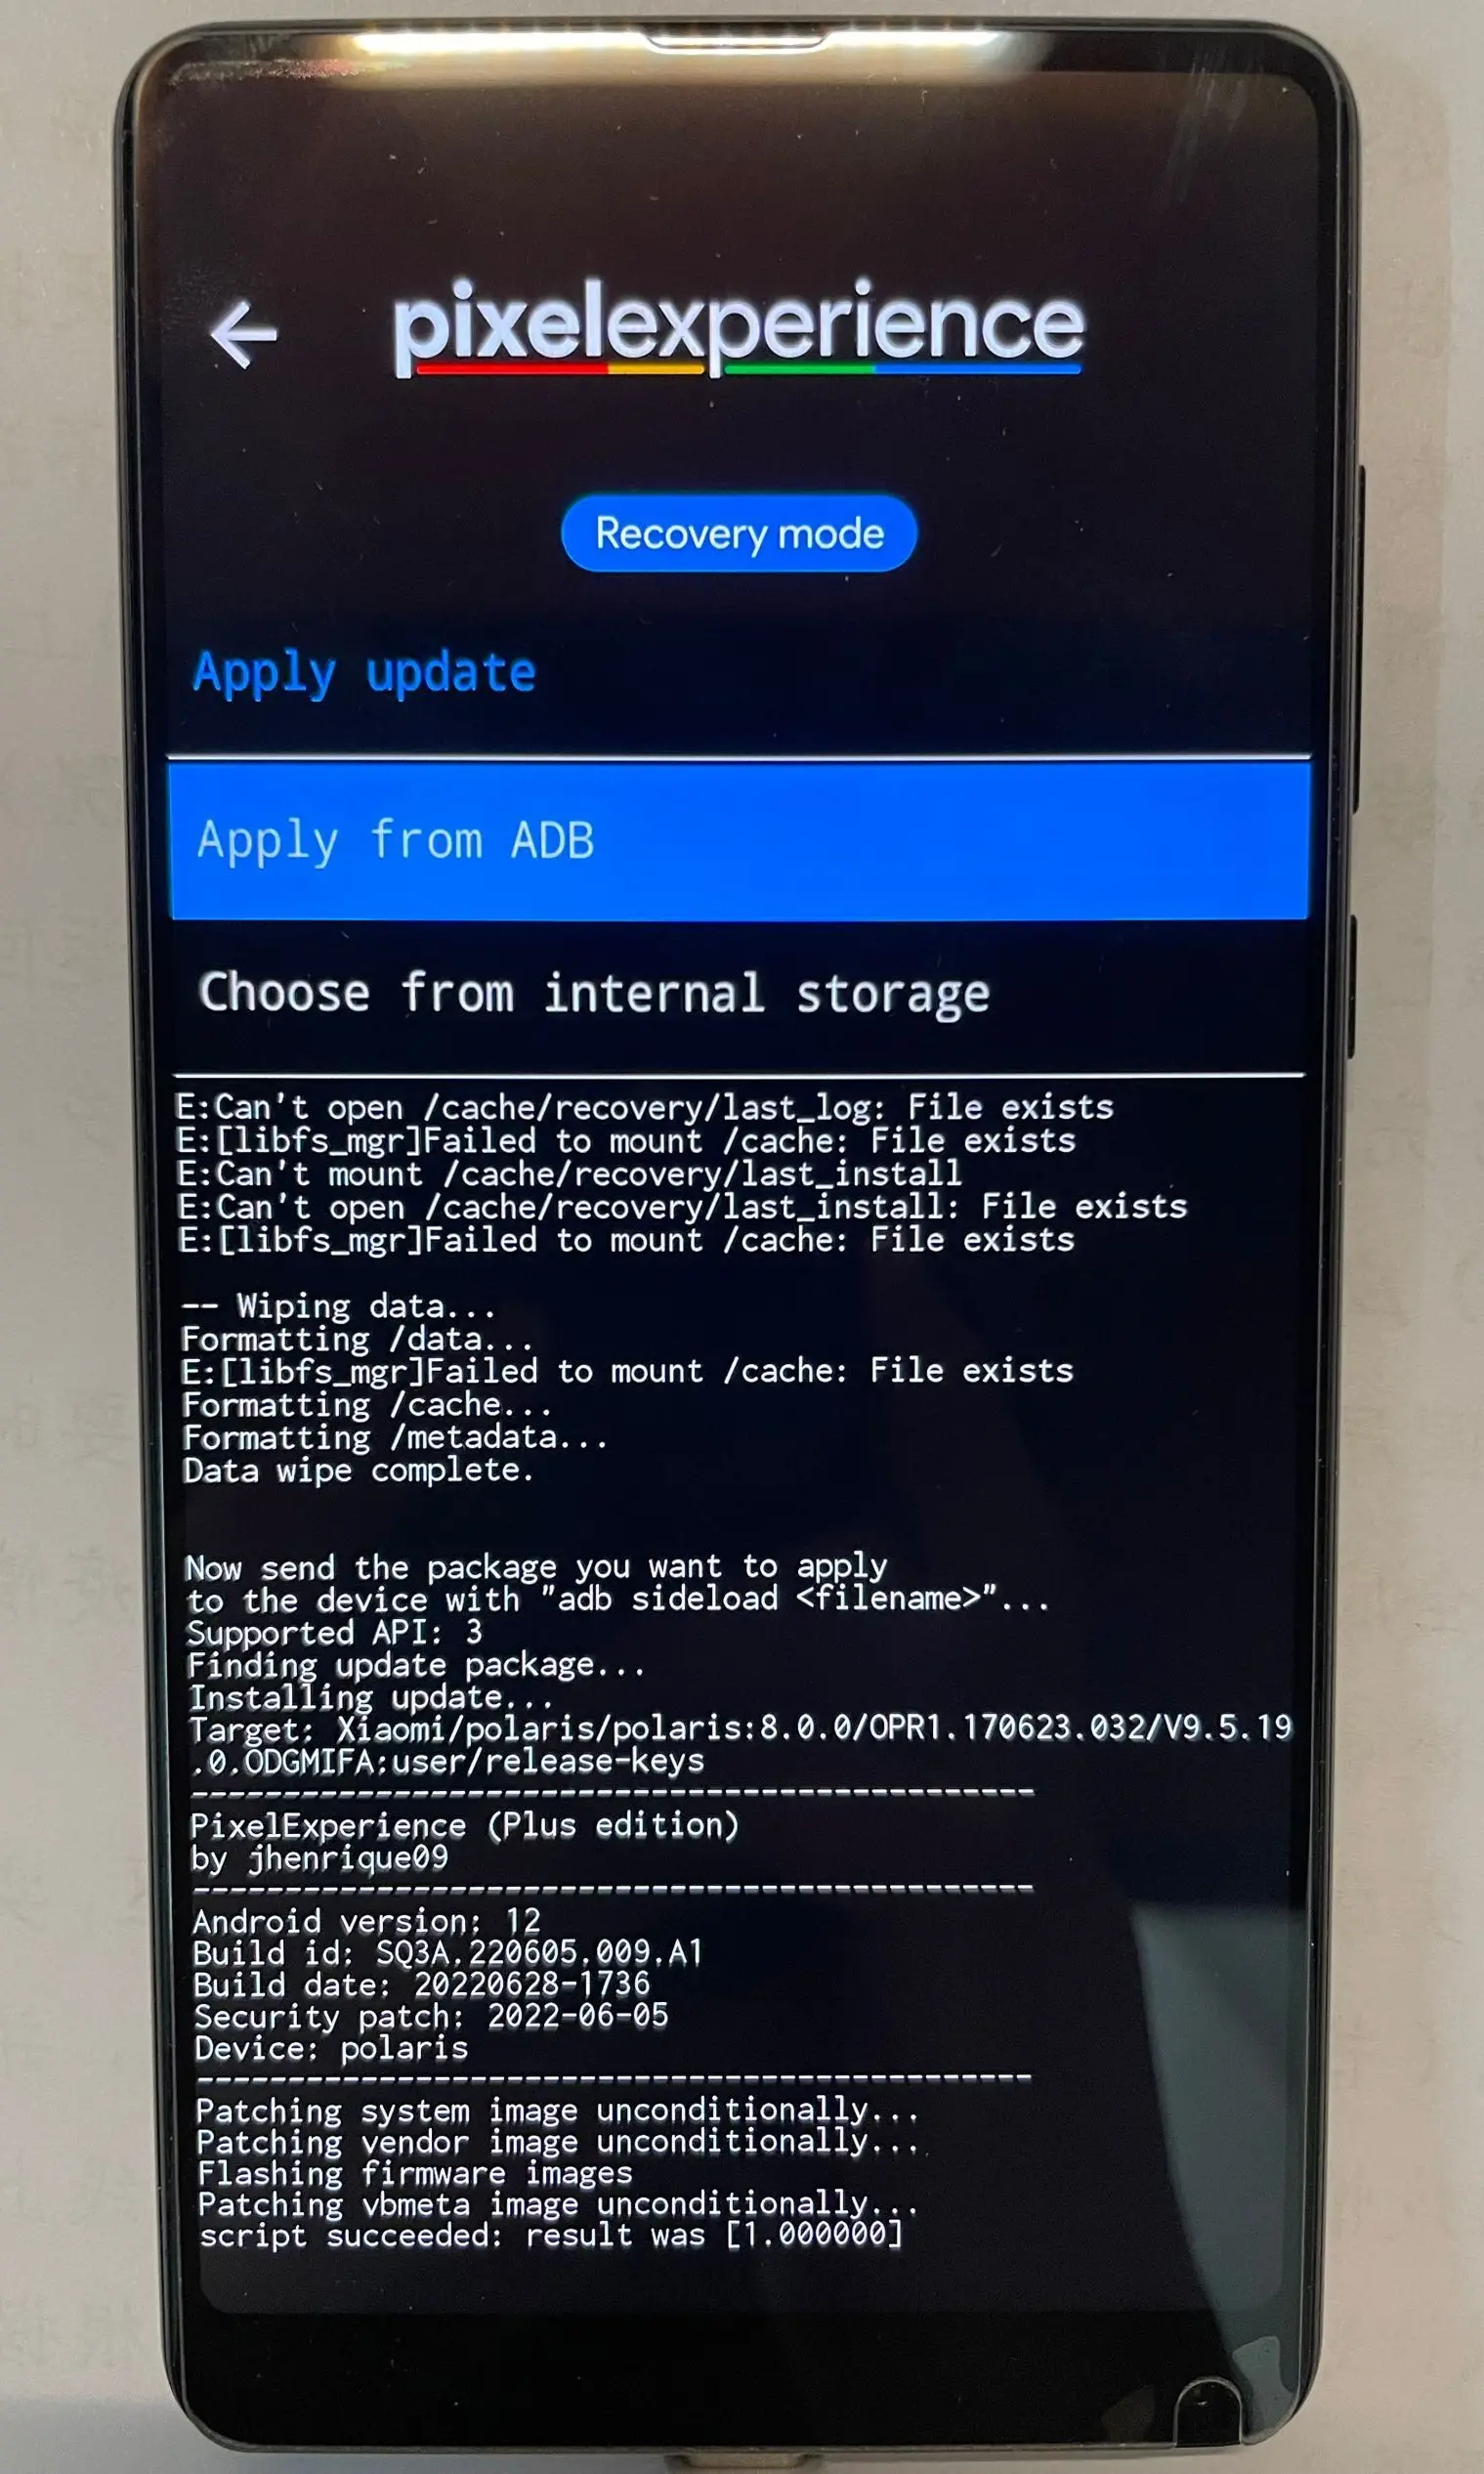 pixelexperience
Recovery mode
Apply update
Apply from ADB
Choose from internal storage
E:Can't open /cache/recovery/last_log: File exists
E:[libfs_mgr]Failed to mount /cache: File exists
E:Can't mount /cache/recovery/last_install
E:Can't open /cache/recovery/last_install: File exists
E:[libfs_mgr]Failed to mount /cache: File exists
-- Wiping data...
Formatting /data...
E:[libfs_mgr]Failed to mount /cache: File exists
Formatting /cache...
Formatting /metadata...
Data wipe complete.
Now send the package you want to apply
to the device with "adb sideload <filename>"...
Supported API: 3
Finding update package...
Installing update...
Target: Xiaomi/polaris/polaris:8.0.0/OPR1.170623.032/V9.5.19
.0.ODGMIFA:user/release-keys
----------------------------------------------
PixelExperience (Plus edition)
by jhenrique09
----------------------------------------------
Android version: 12
Build id: SQ3A.220605.009.A1
Build date: 20220628-1736
Security patch: 2022-06-05
Device: polaris
----------------------------------------------
Patching system image unconditionally...
Patching vendor image unconditionally...
Flashing firmware images
Patching vbmeta image unconditionally...
script succeeded: result was [1.000000]